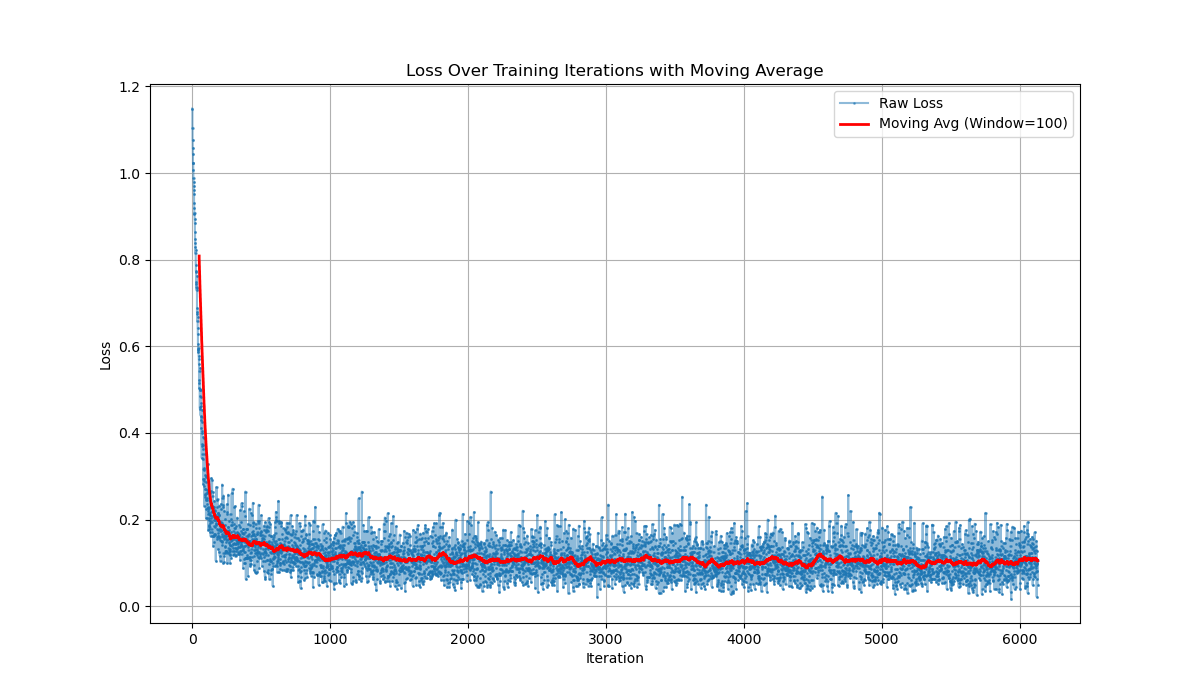 Loss Over Training Iterations with Moving Average
Raw Loss
Moving Avg (Window=100)
Loss
1.2
1.0
0.8
0.6
0.4
0.2
0.0
0 1000 2000 3000 4000 5000 6000
Iteration